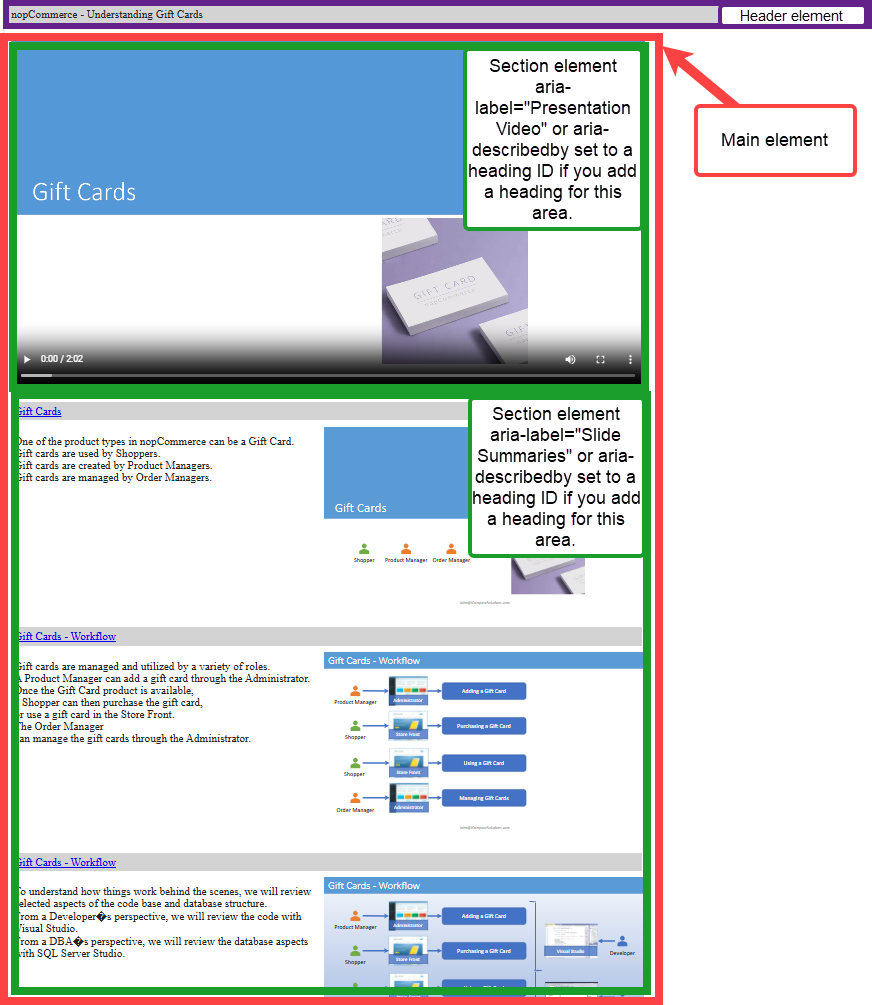 nopCommerce - Understanding Gift Cards
Header element
Section element
aria-
label="Presentation
Video" or aria-
describedby set to a
heading ID if you add
a heading for this
area.
Main element
Gift Cards
GIFT CARD
nopcommerce
0:00 / 2:02
Gift Cards
One of the product types in nopCommerce can be a Gift Card.
Gift cards are used by Shoppers.
Gift cards are created by Product Managers.
Gift cards are managed by Order Managers.
Section element
aria-label="Slide
Summaries" or aria-
describedby set to a
heading ID if you add
a heading for this
area.
Gift Cards
Shopper
Product Manager
Order Manager
Gift Cards - Workflow
Gift cards are managed and utilized by a variety of roles.
A Product Manager can add a gift card through the Administrator.
Once the Gift Card product is available,
Shopper can then purchase the gift card,
or use a gift card in the Store Front.
The Order Manager
can manage the gift cards through the Administrator.
Gift Cards - Workflow
Product Manager
Administrator
Adding a Gift Card
Shopper
Store Front
Purchasing a Gift Card
Shopper
Store Front
Using a Gift Card
Order Manager
Administrator
Managing Gift Cards
Gift Cards - Workflow
To understand how things work behind the scenes, we will review
selected aspects of the code base and database structure.
From a Developer�s perspective, we will review the code with
Visual Studio.
From a DBA�s perspective, we will review the database aspects
with SQL Server Studio.
Gift Cards - Workflow
Product Manager
Administrator
Adding a Gift Card
Shopper
Store Front
Purchasing a Gift Card
Visual Studio
Developer